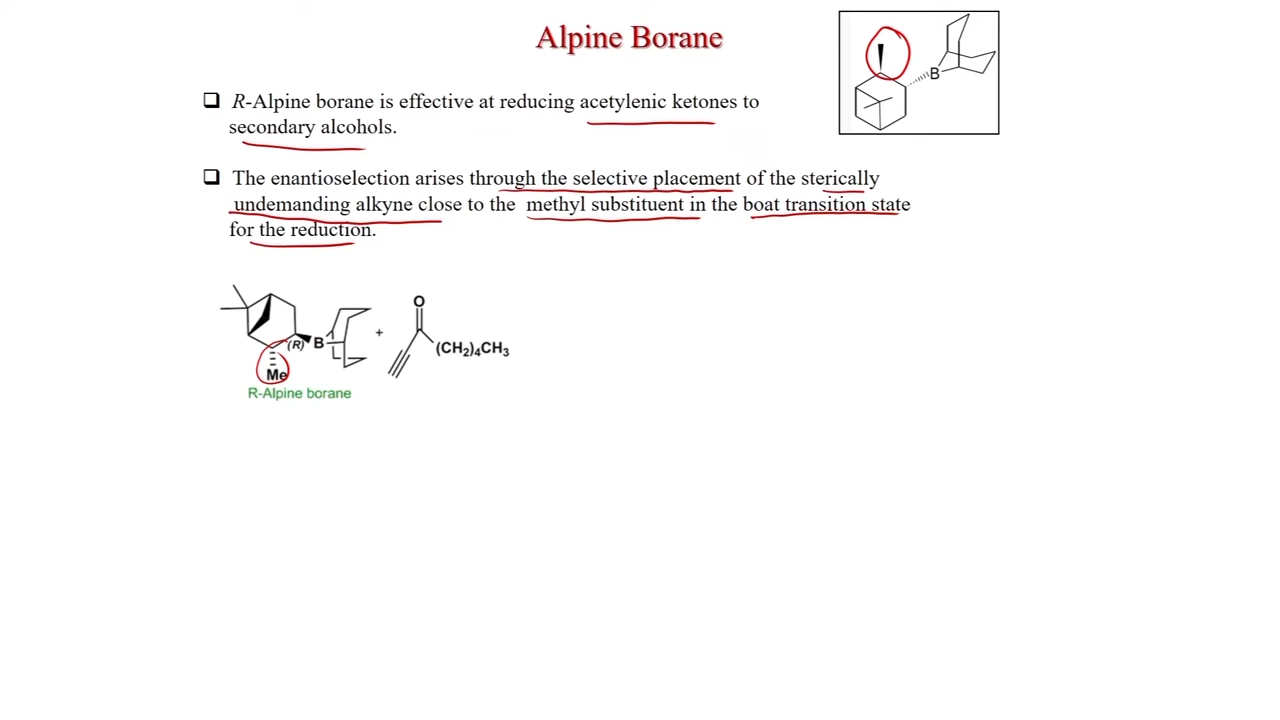 Alpine Borane
B
❑ R-Alpine borane is effective at reducing acetylenic ketones to
secondary alcohols.
❑ The enantioselection arises through the selective placement of the sterically
undemanding alkyne close to the methyl substituent in the boat transition state
for the reduction.
O
(R) B + (CH2)4CH3
Me
R-Alpine borane